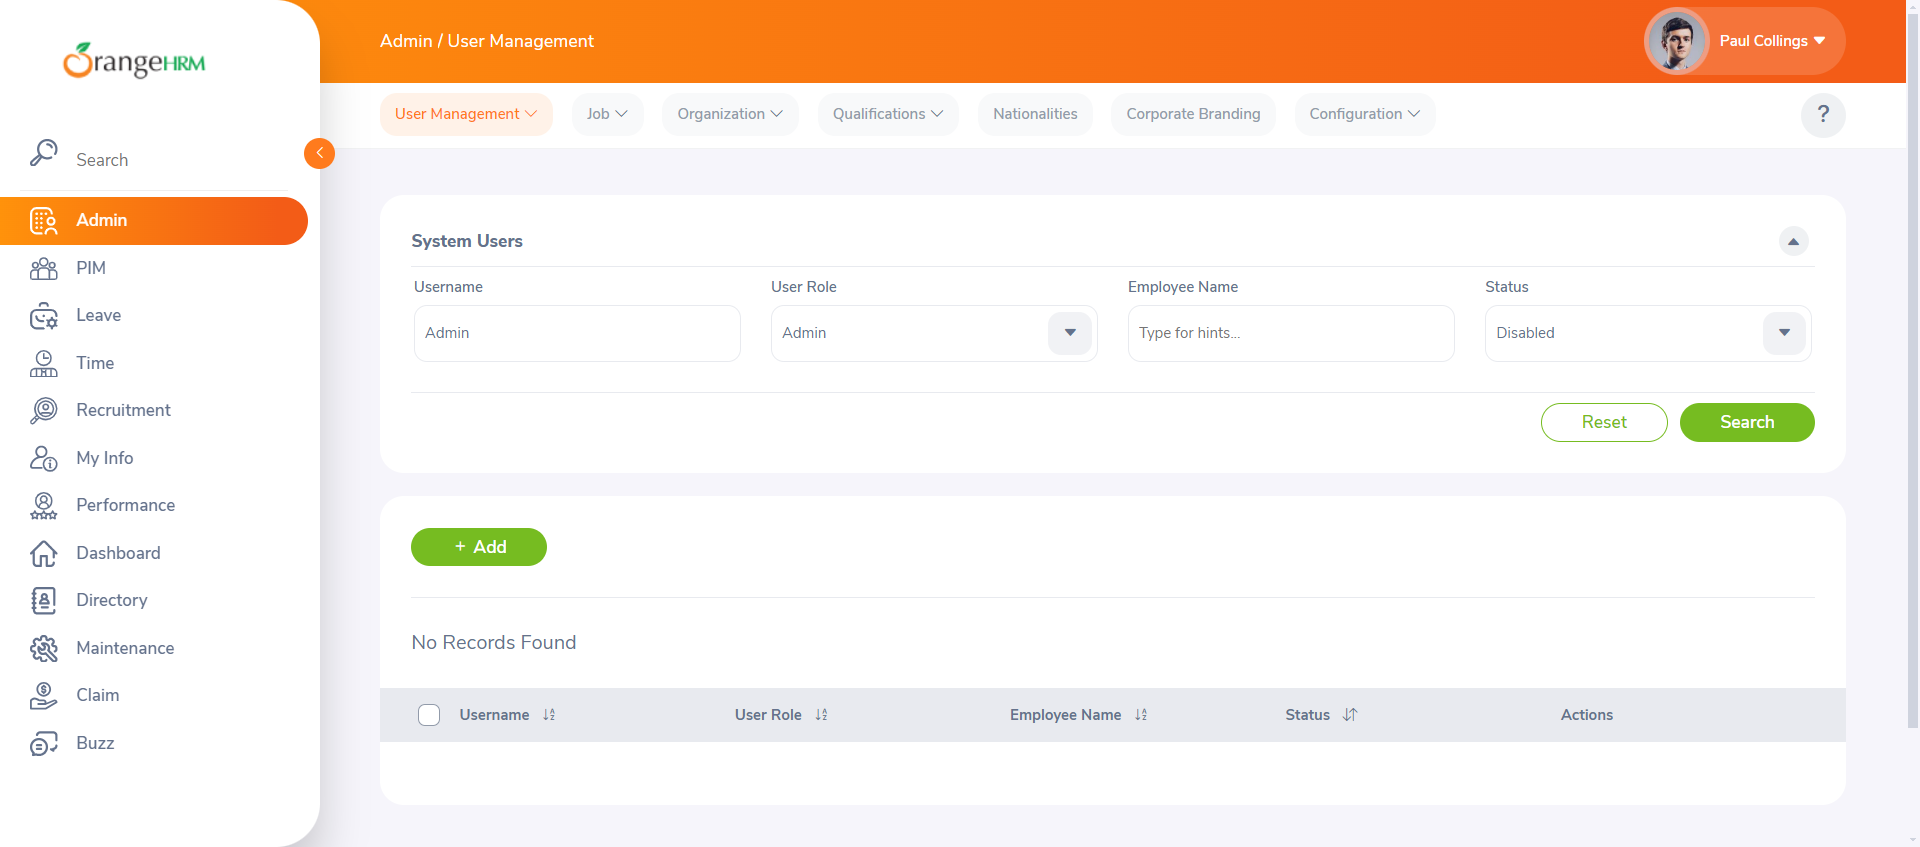 OrangeHRM
Admin / User Management
Paul Collings
User Management
Job
Organization
Qualifications
Nationalities
Corporate Branding
Configuration
?
Search
Admin
PIM
Leave
Time
Recruitment
My Info
Performance
Dashboard
Directory
Maintenance
Claim
Buzz
System Users
Username
User Role
Employee Name
Status
Admin
Admin
Type for hints...
Disabled
Reset
Search
+ Add
No Records Found
Username
User Role
Employee Name
Status
Actions